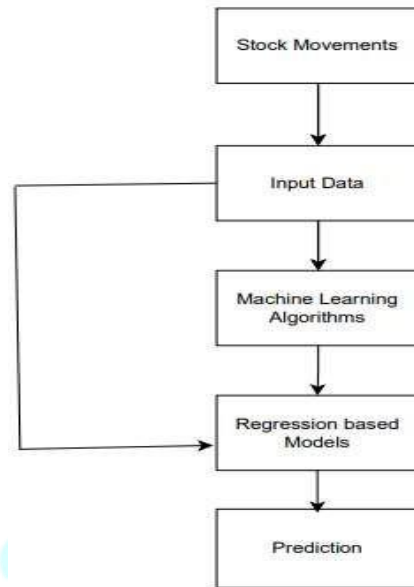 Stock Movements
Input Data
Machine Learning
Algorithms
Regression based
Models
Prediction